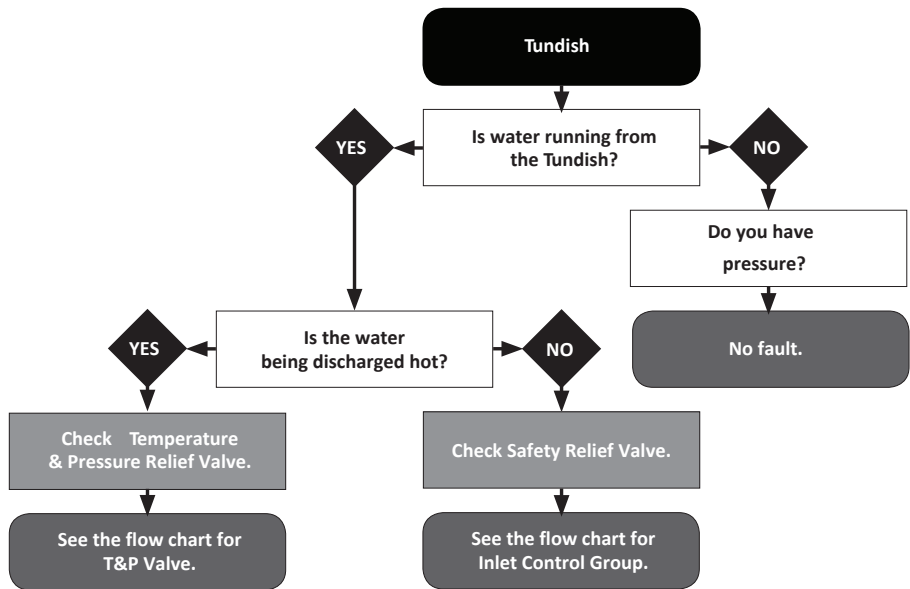 Tundish
Is water running from
the Tundish?
YES
NO
Do you have
pressure?
No fault.
Is the water
being discharged hot?
YES
NO
Check Temperature
& Pressure Relief Valve.
Check Safety Relief Valve.
See the flow chart for
T&P Valve.
See the flow chart for
Inlet Control Group.